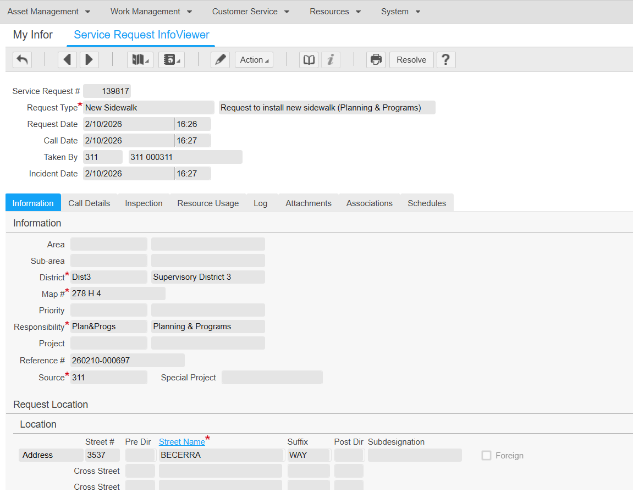 Asset Management Work Management Customer Service Resources System
My Infor Service Request InfoViewer
Action Resolve ?
Service Request # 139817
Request Type* New Sidewalk Request to install new sidewalk (Planning & Programs)
Request Date 2/10/2026 16:26
Call Date 2/10/2026 16:27
Taken By 311 311 000311
Incident Date 2/10/2026 16:27
Information Call Details Inspection Resource Usage Log Attachments Associations Schedules
Information
Area
Sub-area
District* Dist3 Supervisory District 3
Map #* 278 H 4
Priority
Responsibility* Plan&Progs Planning & Programs
Project
Reference # 260210-000697
Source* 311 Special Project
Request Location
Location
Street # Pre Dir Street Name* Suffix Post Dir Subdesignation
Address 3537 BECERRA WAY Foreign
Cross Street
Cross Street